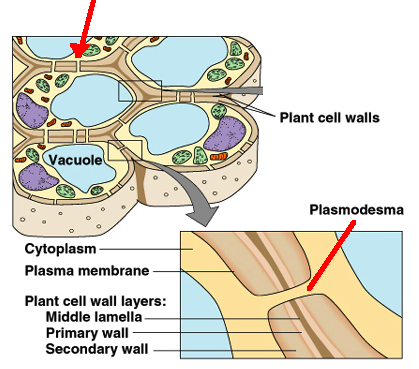 Plant cell walls
Vacuole
Plasmodesma
Cytoplasm
Plasma membrane
Plant cell wall layers:
Middle lamella
Primary wall
Secondary wall